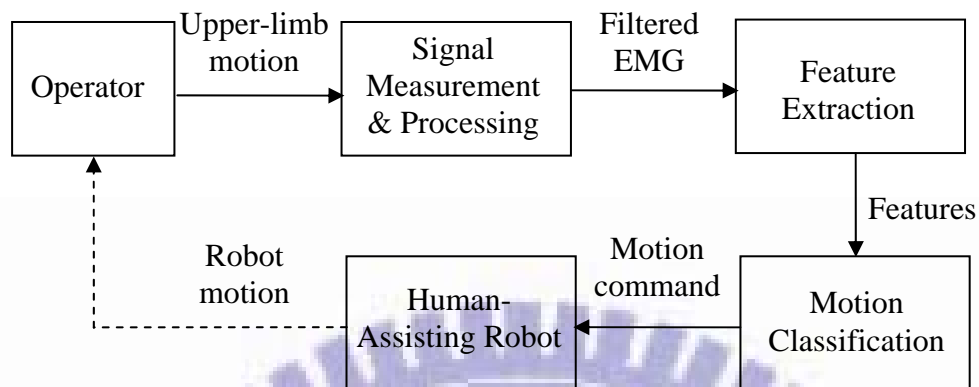 Operator
Upper-limb
motion
Signal
Measurement
& Processing
Filtered
EMG
Feature
Extraction
Features
Motion
Classification
Motion
command
Human-
Assisting Robot
Robot
motion